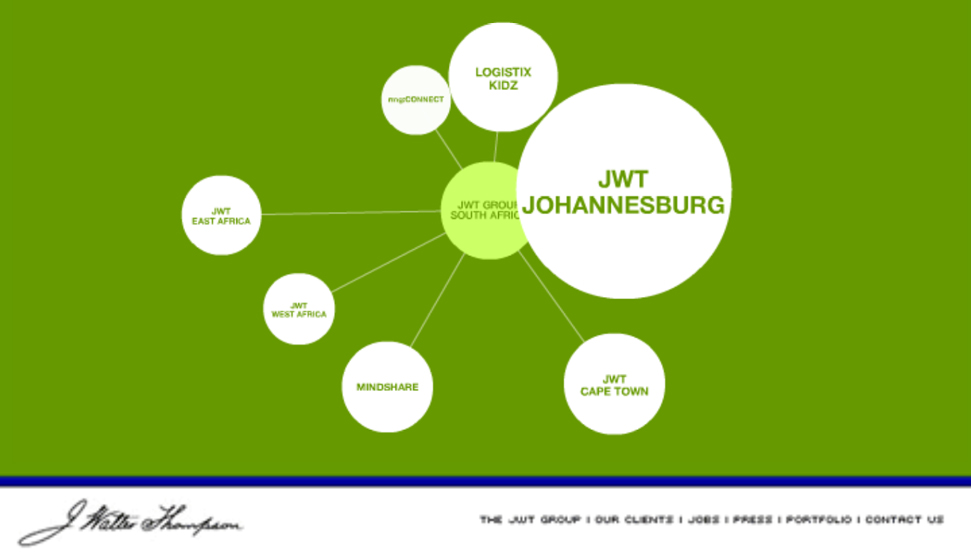 LOGISTIX
KIDZ
JWT
JOHANNESBURG
JWT GROUP
SOUTH AFRIC
JWT
EAST AFRICA
JWT
WEST AFRICA
MINDSHARE
JWT
CAPE TOWN
J Walter Thompson
THE JWT GROUP | OUR CLIENTS | JOBS | PRESS | PORTFOLIO | CONTACT US